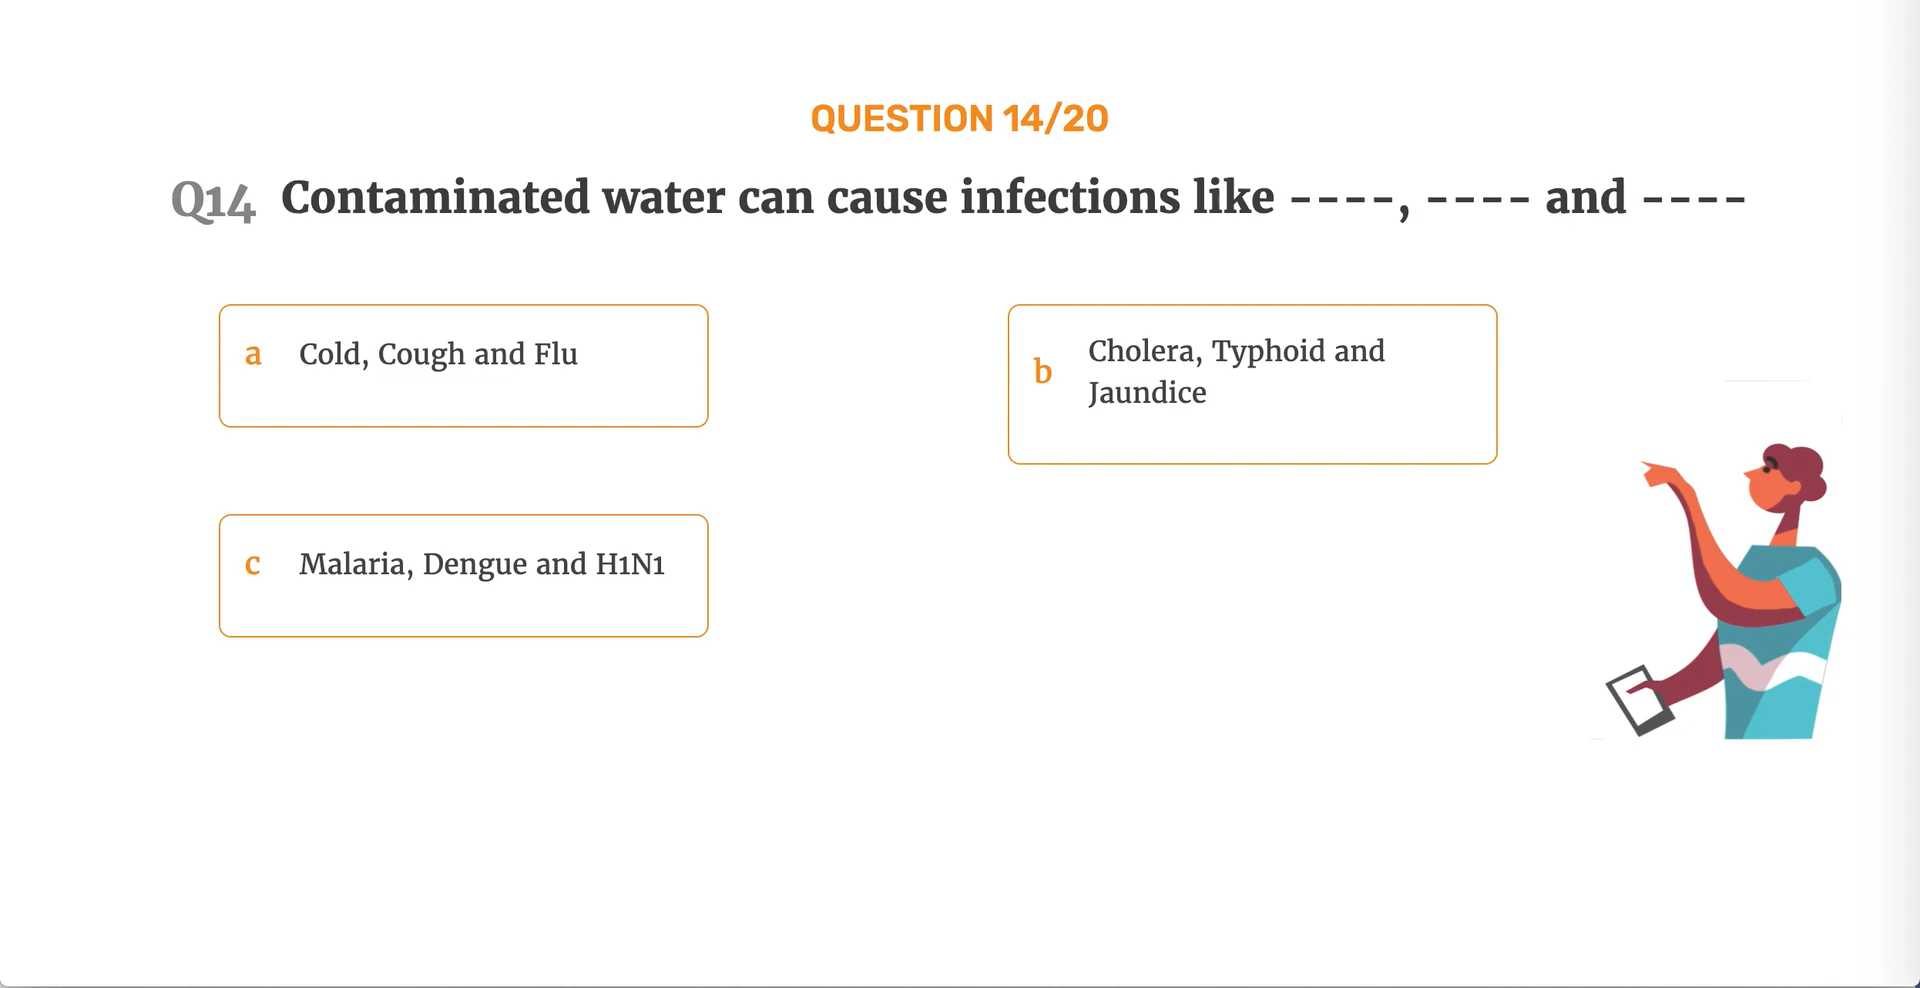 QUESTION 14/20
Q14 Contaminated water can cause infections like ----, ---- and ----
a Cold, Cough and Flu
b Cholera, Typhoid and
Jaundice
c Malaria, Dengue and H1N1